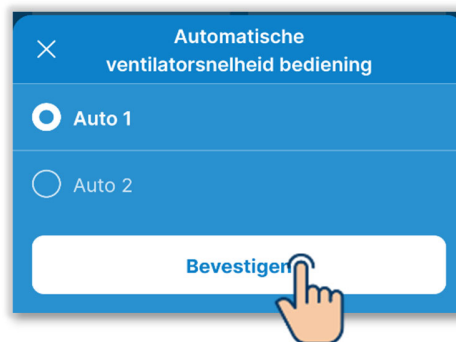 Automatische
ventilatorsnelheid bediening
Auto 1
Auto 2
Bevestigen